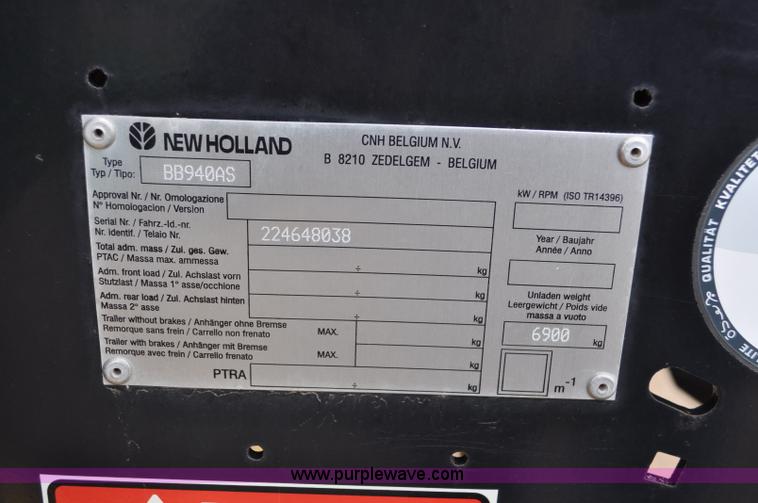 NEW HOLLAND
CNH BELGIUM N.V.
B 8210 ZEDELGEM - BELGIUM
Type
Typ / Tipo:
BB940AS
Approval Nr. / Nr. Omologazione
N° Homologacion / Version
Serial Nr. / Fahrz.-Id.-nr.
Nr. identif. / Telaio Nr.
224648038
Total adm. mass / Zul. ges. Gew.
PTAC / Massa max. ammessa
÷ kg
Adm. front load / Zul. Achslast vorn
Stutzlast / Massa 1° asse/occhione
÷ kg
Adm. rear load / Zul. Achslast hinten
Massa 2° asse
÷ kg
Trailer without brakes / Anhänger ohne Bremse
Remorque sans frein / Carrello non frenato
MAX. kg
Trailer with brakes / Anhänger mit Bremse
Remorque avec frein / Carrello frenato
MAX. kg
PTRA ÷ kg
kW / RPM (ISO TR14396)
Year / Baujahr
Année / Anno
Unladen weight
Leergewicht / Poids vide
massa a vuoto
6900 kg
m-1
QUALITÄT KVALITE
www.purplewave.com